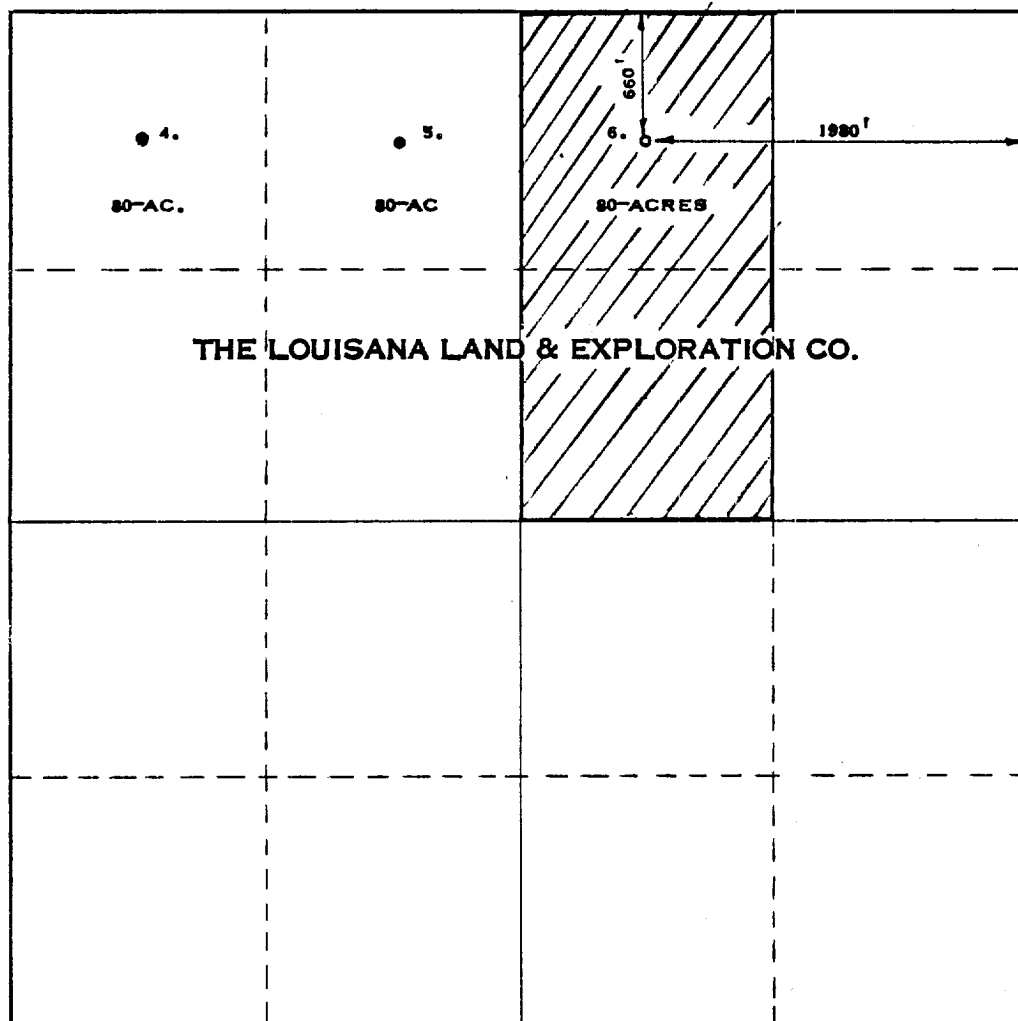 660'
4.
5.
6.
1980'
80-AC.
80-AC
80-ACRES
THE LOUISANA LAND & EXPLORATION CO.